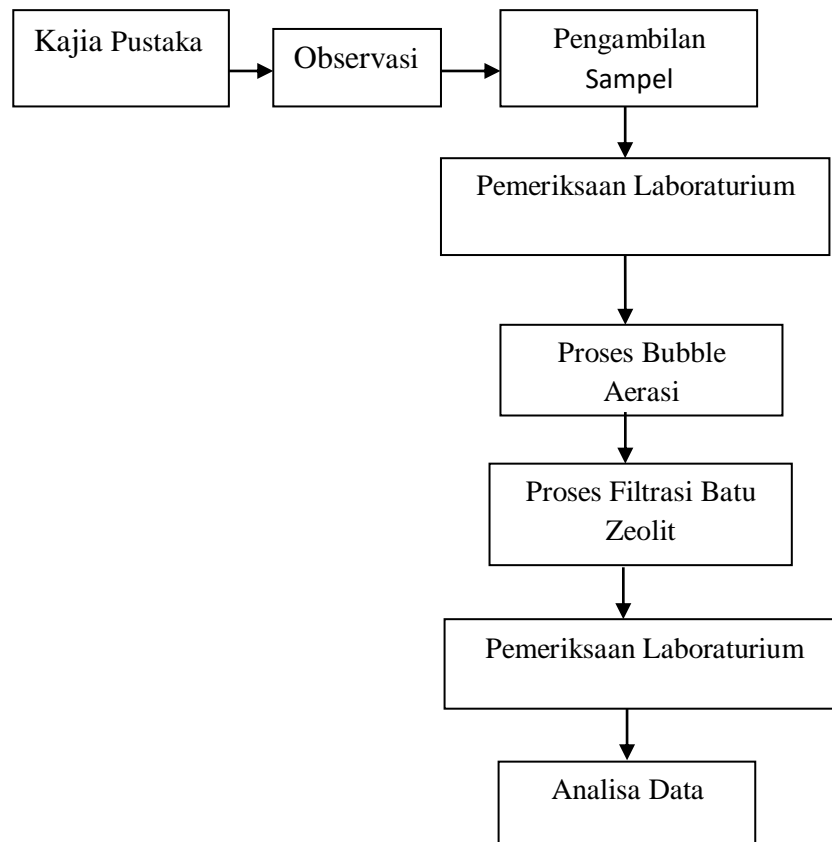 Kajia Pustaka
Observasi
Pengambilan
Sampel
Pemeriksaan Laboraturium
Proses Bubble
Aerasi
Proses Filtrasi Batu
Zeolit
Pemeriksaan Laboraturium
Analisa Data